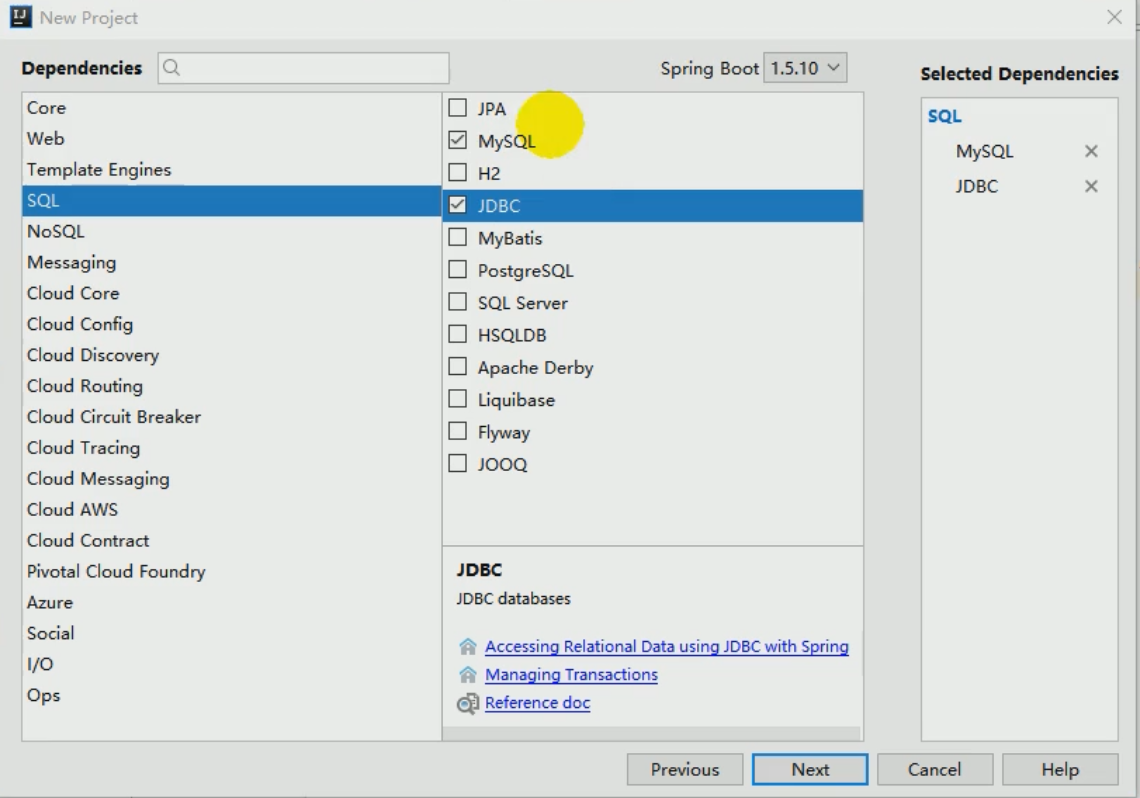 New Project
Dependencies
Spring Boot 1.5.10
Selected Dependencies
Core
Web
Template Engines
SQL
NoSQL
Messaging
Cloud Core
Cloud Config
Cloud Discovery
Cloud Routing
Cloud Circuit Breaker
Cloud Tracing
Cloud Messaging
Cloud AWS
Cloud Contract
Pivotal Cloud Foundry
Azure
Social
I/O
Ops
JPA
MySQL
H2
JDBC
MyBatis
PostgreSQL
SQL Server
HSQLDB
Apache Derby
Liquibase
Flyway
JOOQ
JDBC
JDBC databases
Accessing Relational Data using JDBC with Spring
Managing Transactions
Reference doc
SQL
MySQL
JDBC
Previous
Next
Cancel
Help